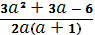 3a² + 3a − 6
2a(a + 1)